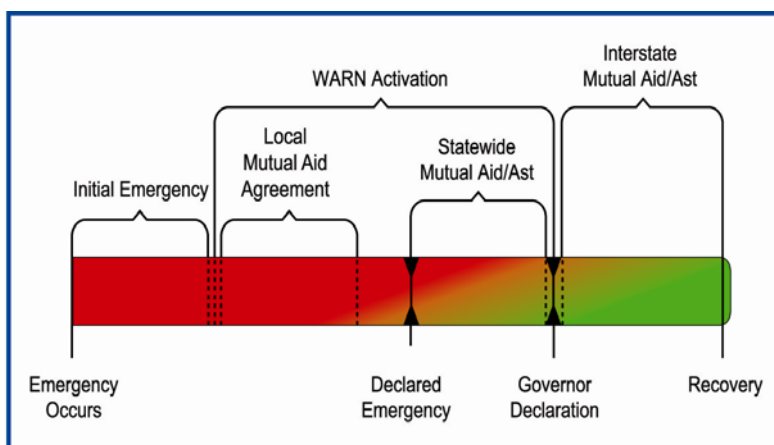 Interstate
Mutual Aid/Ast
WARN Activation
Local
Mutual Aid
Agreement
Statewide
Mutual Aid/Ast
Initial Emergency
Emergency
Occurs
Declared
Emergency
Governor
Declaration
Recovery